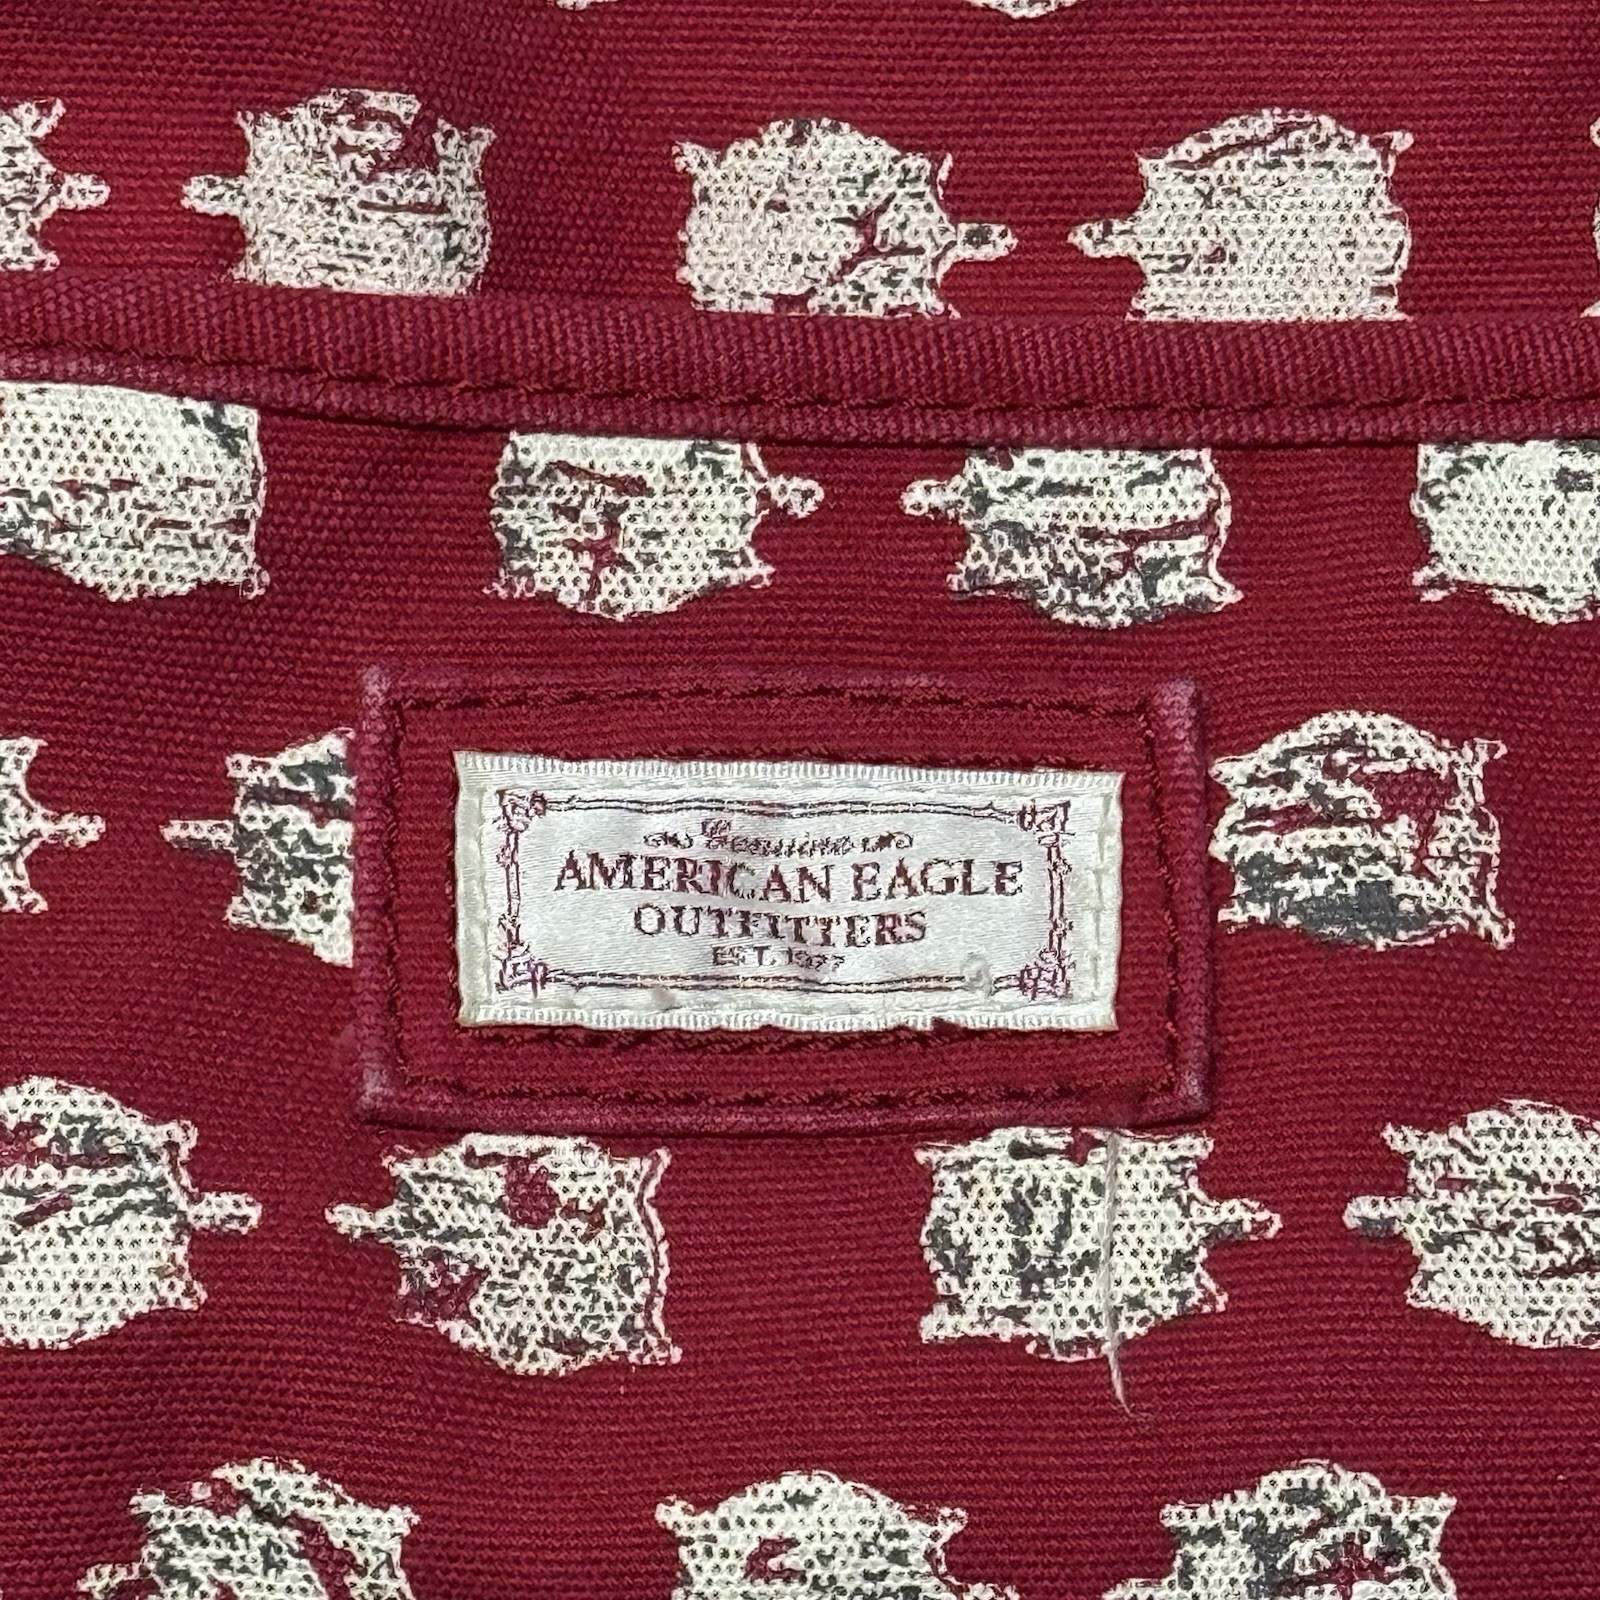 Genuine
AMERICAN EAGLE
OUTFITTERS
EST. 1977